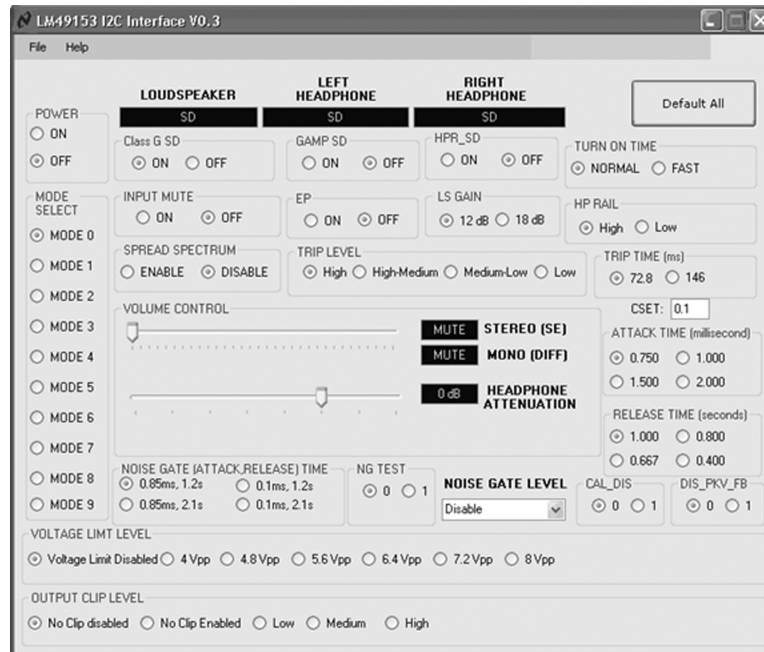 LM49153 I2C Interface V0.3
File Help
LOUDSPEAKER
LEFT HEADPHONE
RIGHT HEADPHONE
SD
SD
SD
Default All
POWER
ON
OFF
Class G SD
ON OFF
GAMP SD
ON OFF
HPR_SD
ON OFF
TURN ON TIME
NORMAL FAST
MODE SELECT
MODE 0
MODE 1
MODE 2
MODE 3
MODE 4
MODE 5
MODE 6
MODE 7
MODE 8
MODE 9
INPUT MUTE
ON OFF
EP
ON OFF
LS GAIN
12 dB 18 dB
HP RAIL
High Low
SPREAD SPECTRUM
ENABLE DISABLE
TRIP LEVEL
High High-Medium Medium-Low Low
TRIP TIME (ms)
72.8 146
CSET: 0.1
VOLUME CONTROL
MUTE STEREO (SE)
MUTE MONO (DIFF)
0 dB HEADPHONE ATTENUATION
ATTACK TIME (millisecond)
0.750 1.000
1.500 2.000
RELEASE TIME (seconds)
1.000 0.800
0.667 0.400
NOISE GATE (ATTACK,RELEASE) TIME
0.85ms, 1.2s 0.1ms, 1.2s
0.85ms, 2.1s 0.1ms, 2.1s
NG TEST
0 1
NOISE GATE LEVEL
Disable
CAL_DIS
0 1
DIS_PKV_FB
0 1
VOLTAGE LIMT LEVEL
Voltage Limit Disabled 4 Vpp 4.8 Vpp 5.6 Vpp 6.4 Vpp 7.2 Vpp 8 Vpp
OUTPUT CLIP LEVEL
No Clip disabled No Clip Enabled Low Medium High